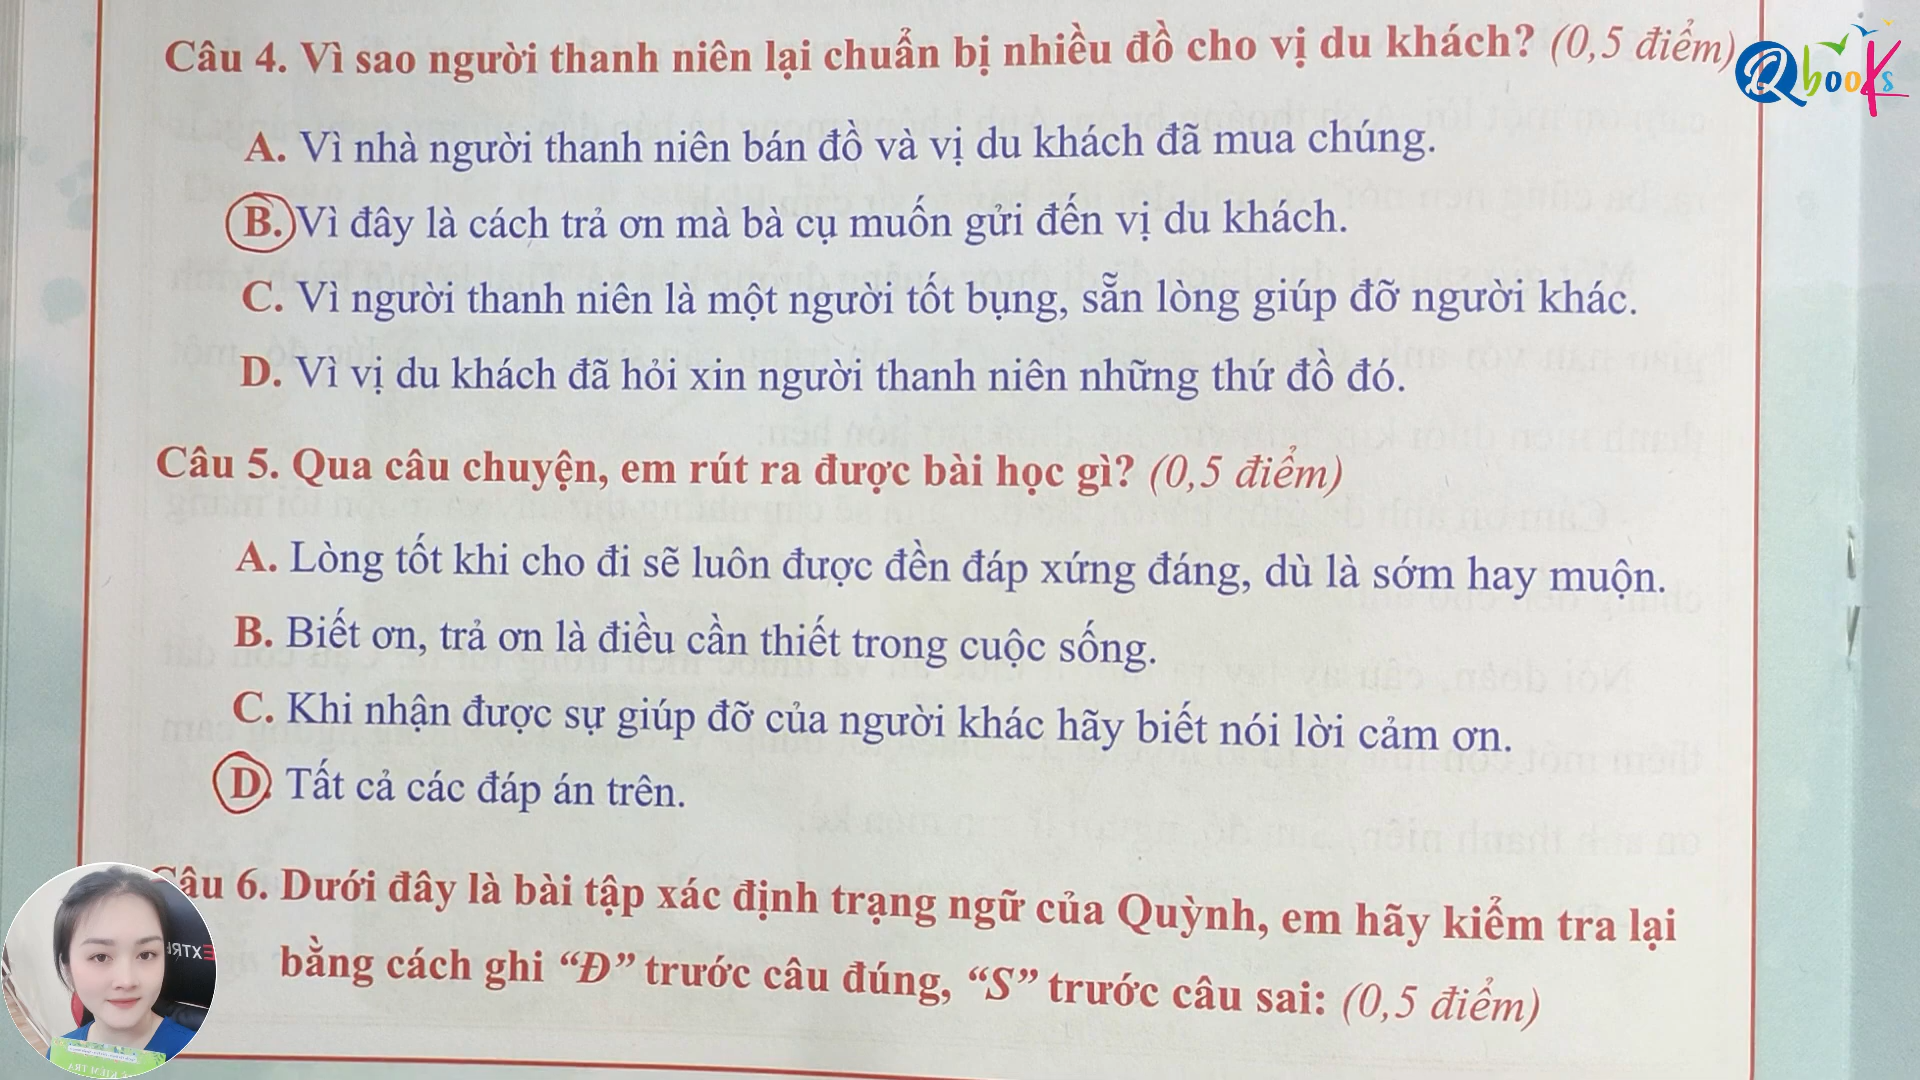 Câu 4. Vì sao người thanh niên lại chuẩn bị nhiều đồ cho vị du khách? (0,5 điểm)
Qbooks
A. Vì nhà người thanh niên bán đồ và vị du khách đã mua chúng.
B. Vì đây là cách trả ơn mà bà cụ muốn gửi đến vị du khách.
C. Vì người thanh niên là một người tốt bụng, sẵn lòng giúp đỡ người khác.
D. Vì vị du khách đã hỏi xin người thanh niên những thứ đồ đó.
Câu 5. Qua câu chuyện, em rút ra được bài học gì? (0,5 điểm)
A. Lòng tốt khi cho đi sẽ luôn được đền đáp xứng đáng, dù là sớm hay muộn.
B. Biết ơn, trả ơn là điều cần thiết trong cuộc sống.
C. Khi nhận được sự giúp đỡ của người khác hãy biết nói lời cảm ơn.
D. Tất cả các đáp án trên.
Câu 6. Dưới đây là bài tập xác định trạng ngữ của Quỳnh, em hãy kiểm tra lại
bằng cách ghi “Đ” trước câu đúng, “S” trước câu sai: (0,5 điểm)